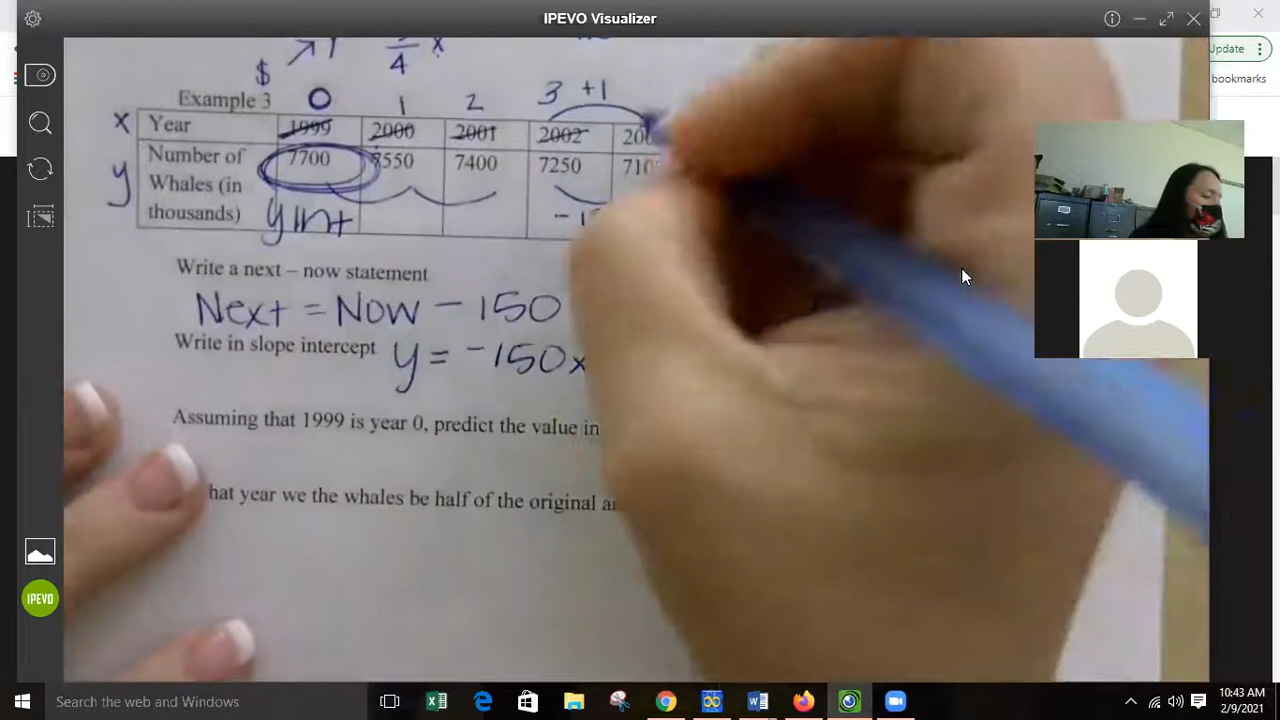 IPEVO Visualizer
Update
bookmarks
4 x
$
Example 3 0 1 2 3 +1
x Year 1999 2000 2001 2002
y Number of Whales (in thousands) 7700 7550 7400 7250
y int
Write a next – now statement
Next = Now - 150
Write in slope intercept y = -150x
Assuming that 1999 is year 0, predict the value in
hat year we the whales be half of the original
IPEVO
Search the web and Windows
10:43 AM
2/9/2021